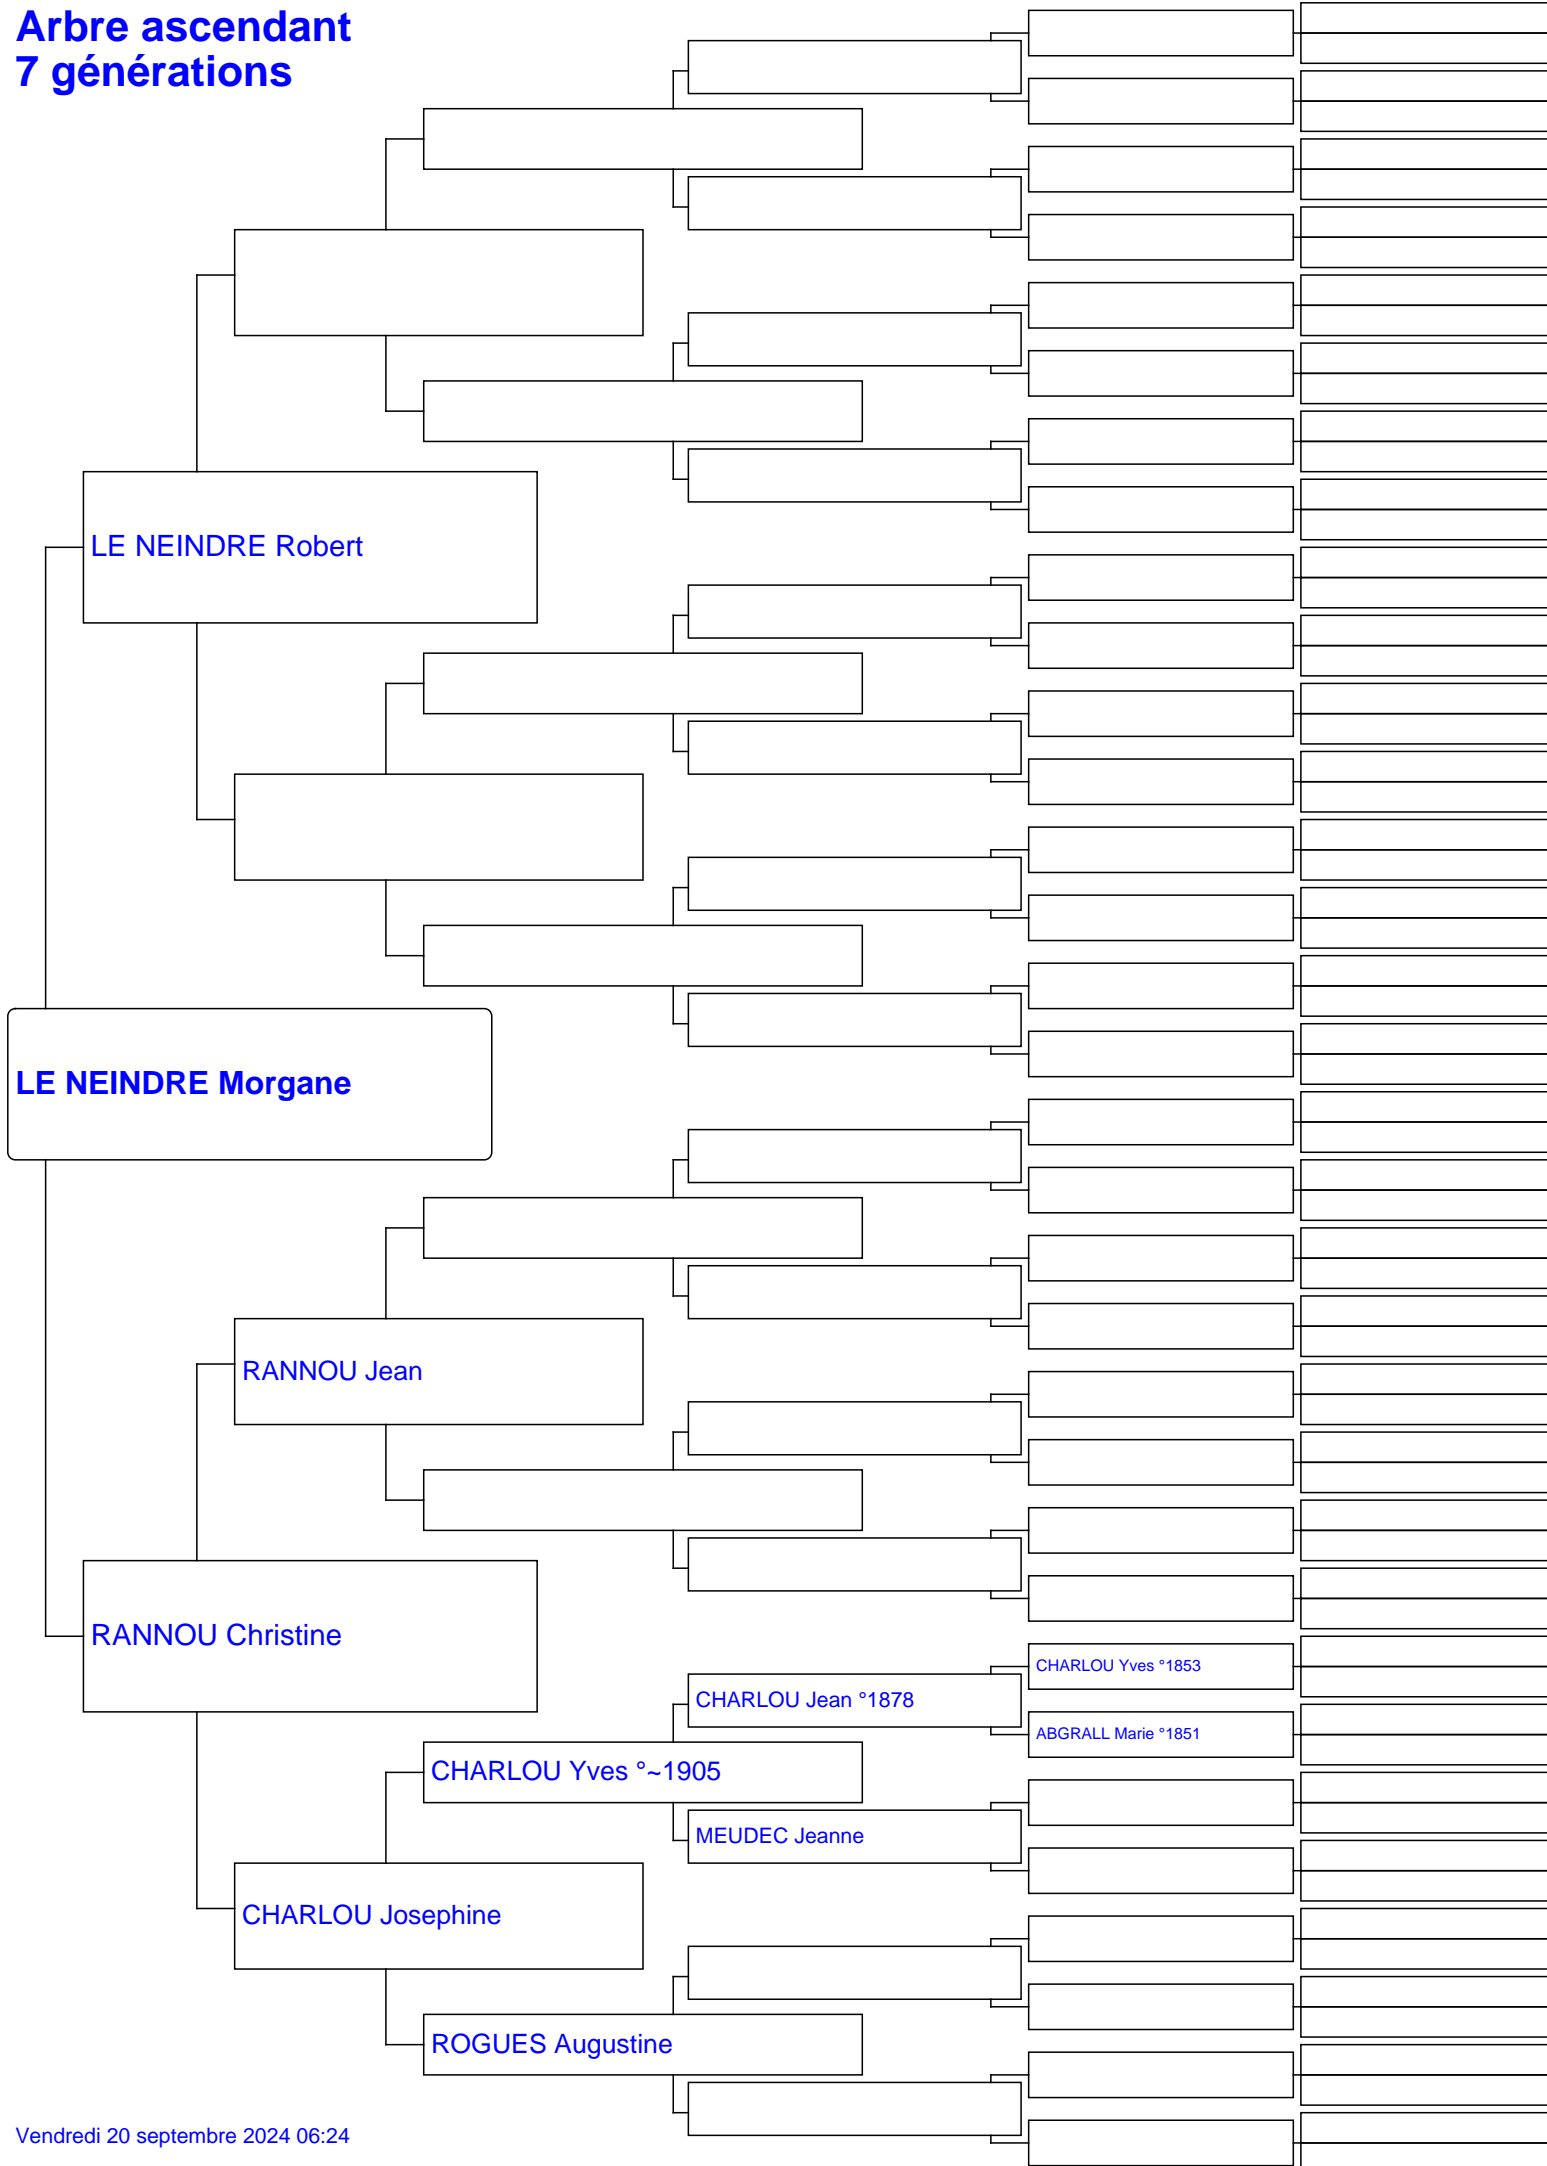 Arbre ascendant
7 générations
LE NEINDRE Robert
LE NEINDRE Morgane
RANNOU Jean
RANNOU Christine
CHARLOU Yves °1853
CHARLOU Jean °1878
ABGRALL Marie °1851
CHARLOU Yves °~1905
MEUDEC Jeanne
CHARLOU Josephine
ROGUES Augustine
Vendredi 20 septembre 2024 06:24